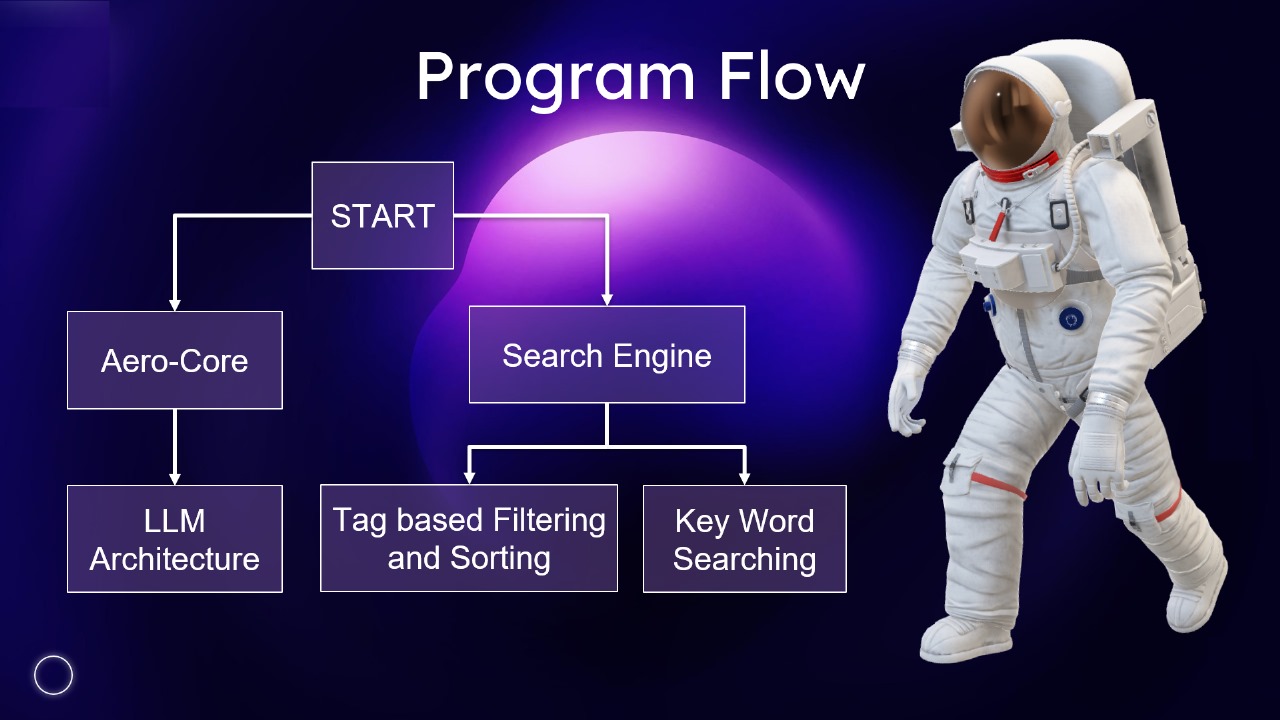 Program Flow
START
Aero-Core
Search Engine
LLM
Architecture
Tag based Filtering
and Sorting
Key Word
Searching